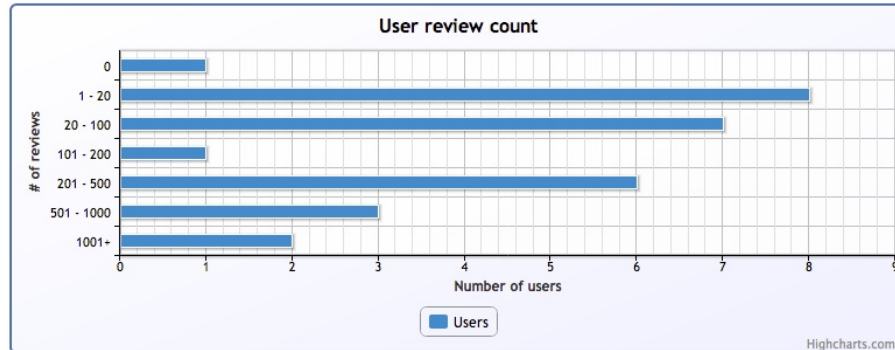 User review count
# of reviews
0
1 - 20
20 - 100
101 - 200
201 - 500
501 - 1000
1001+
0 1 2 3 4 5 6 7 8 9
Number of users
Users
Highcharts.com